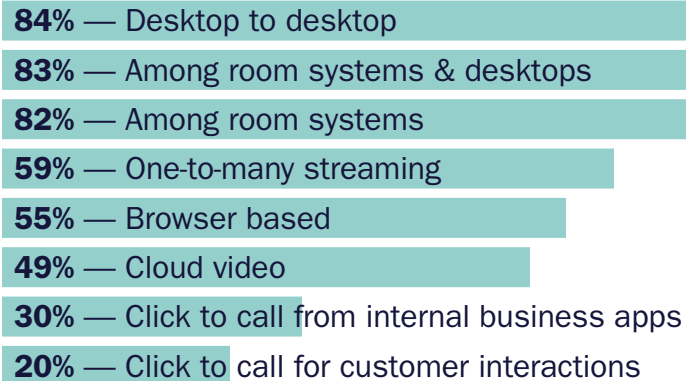 84% — Desktop to desktop
83% — Among room systems & desktops
82% — Among room systems
59% — One-to-many streaming
55% — Browser based
49% — Cloud video
30% — Click to call from internal business apps
20% — Click to call for customer interactions